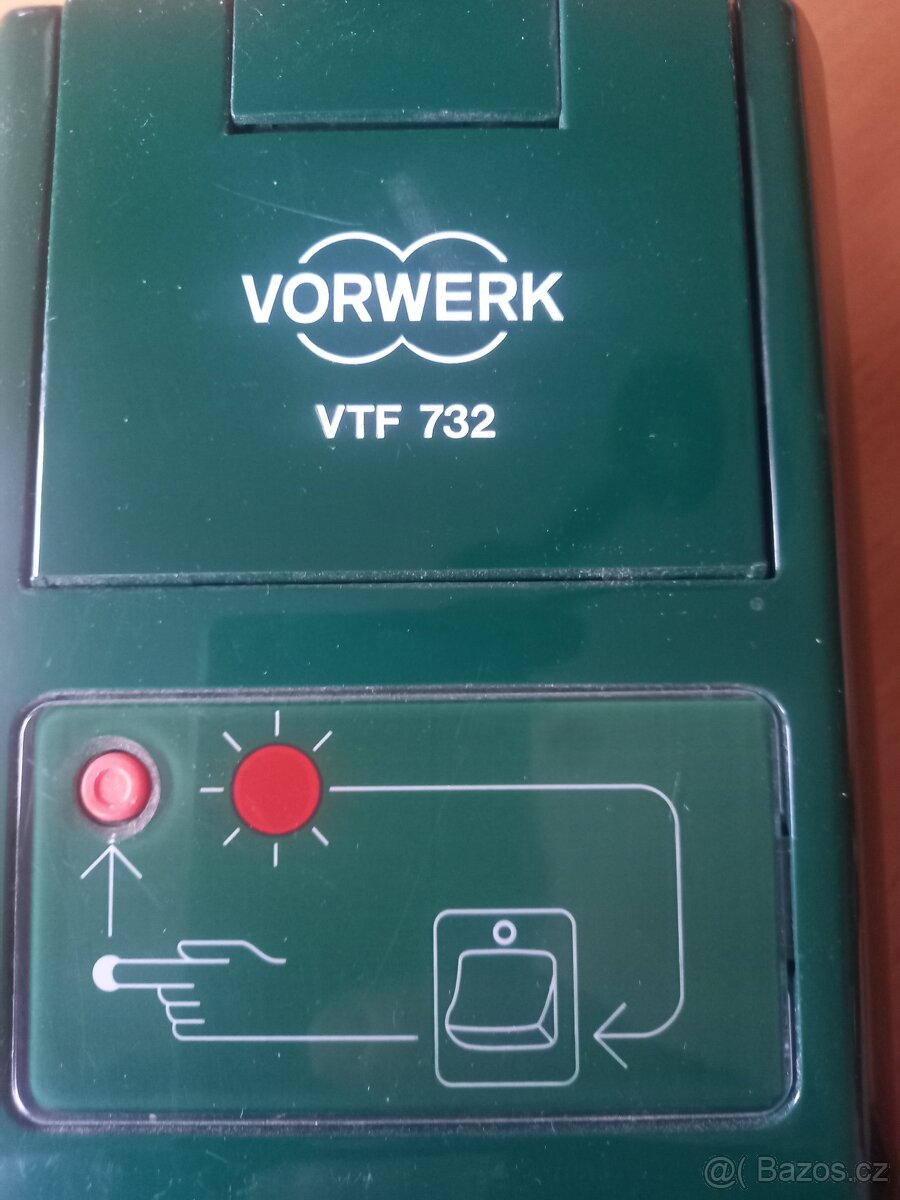 VORWERK
VTF 732
@( Bazos.cz